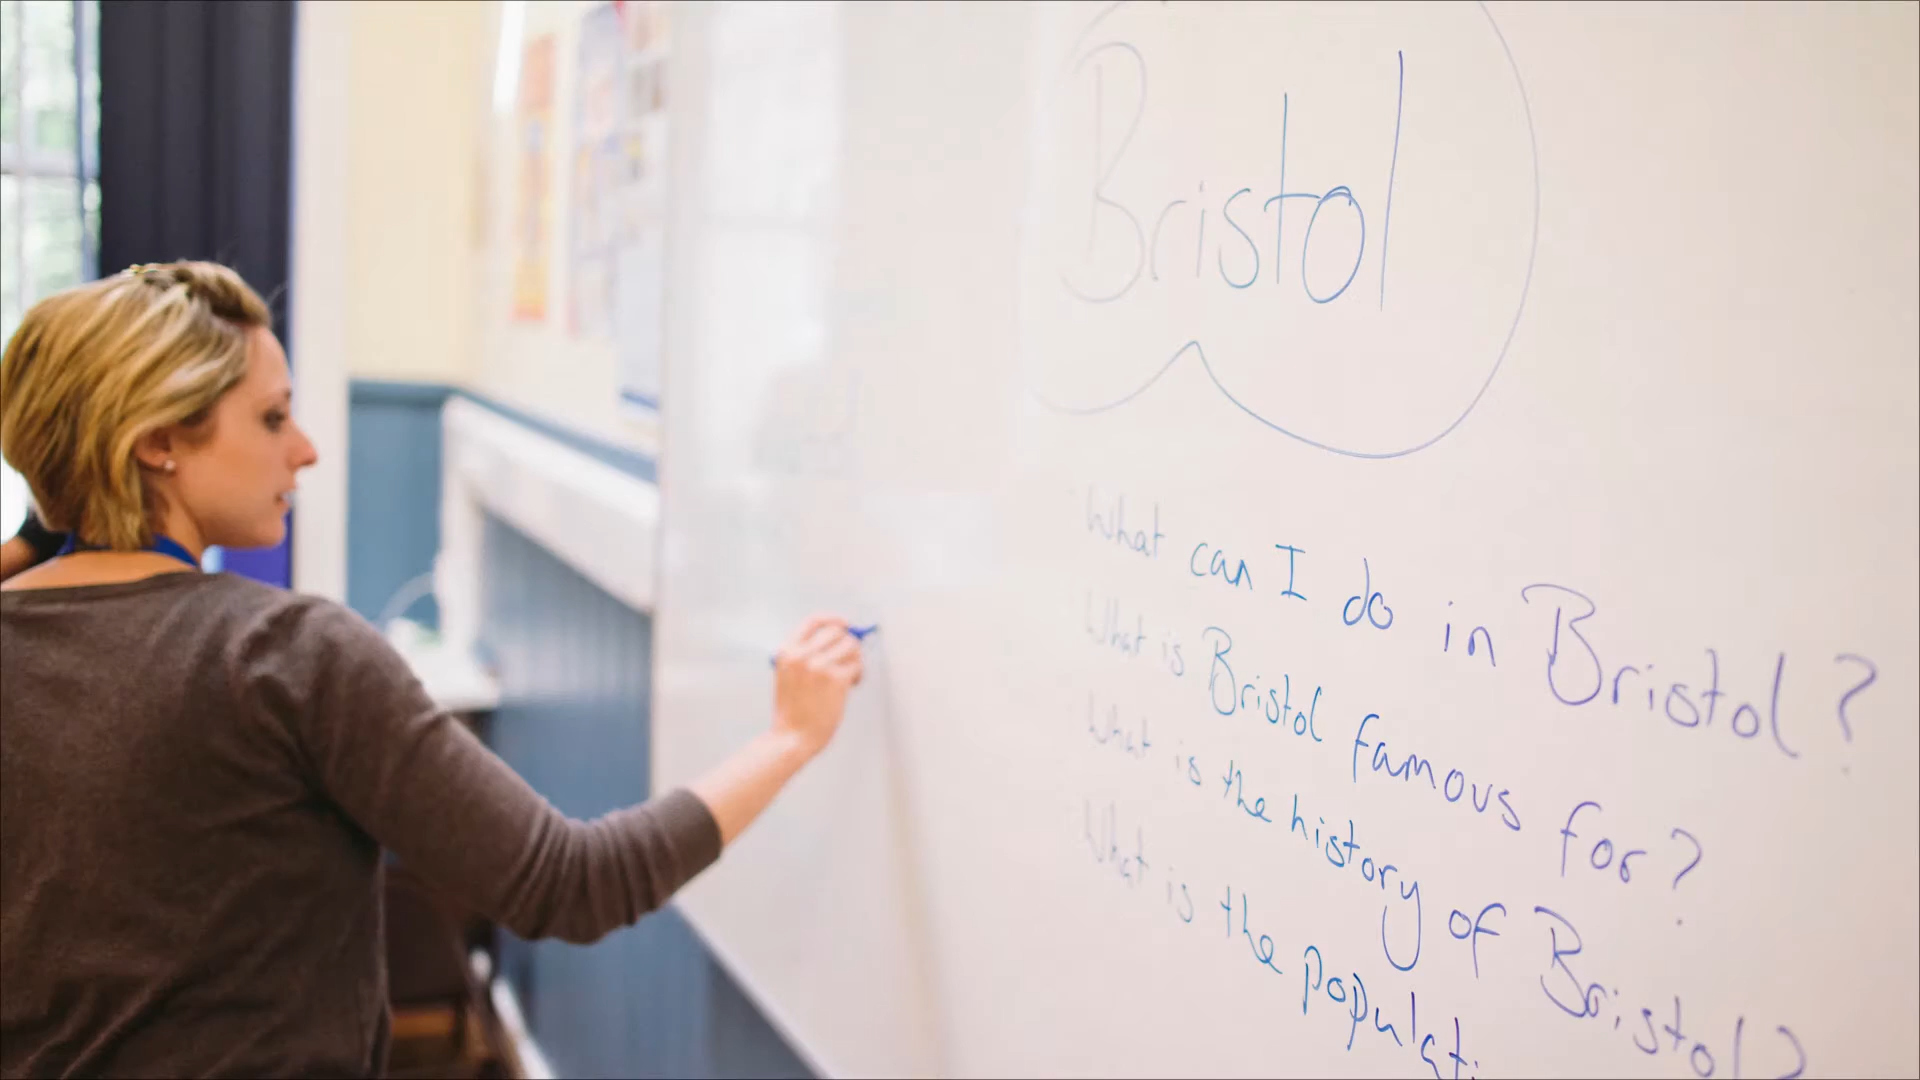 Bristol
What can I do in Bristol?
What is Bristol famous for?
What is the history of Bristol?
What is the populati